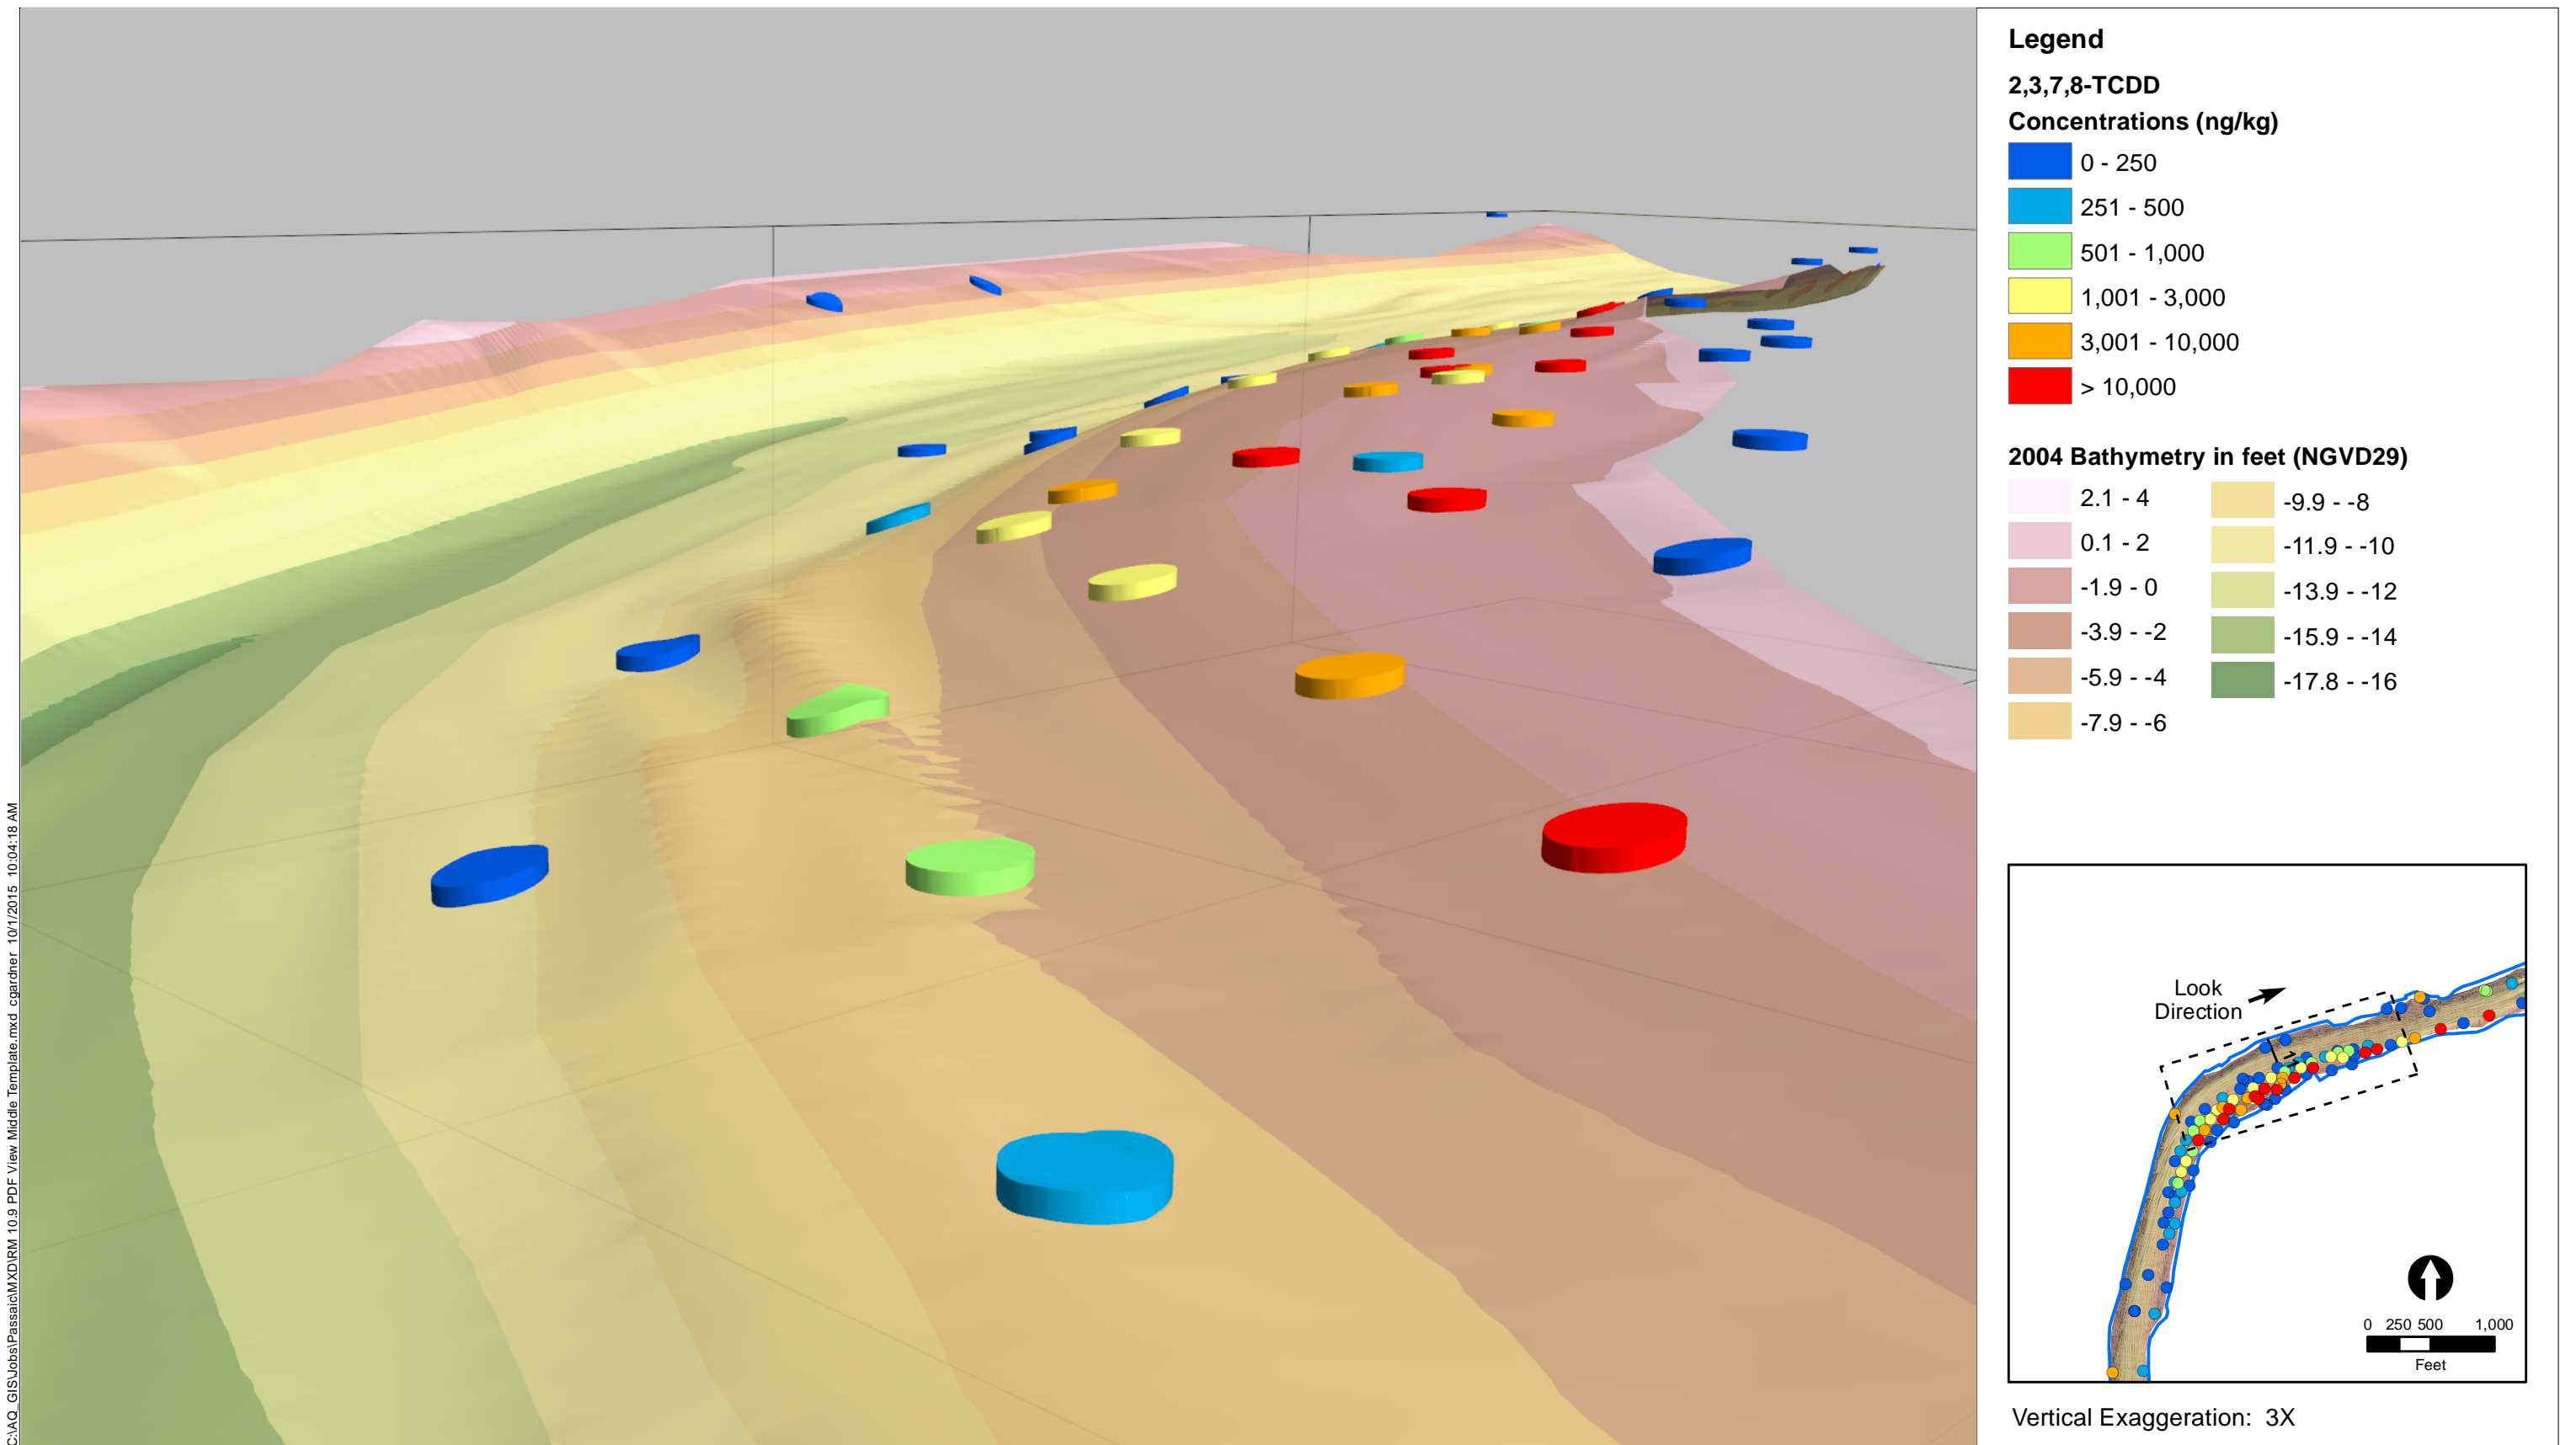 Legend
2,3,7,8-TCDD
Concentrations (ng/kg)
0 - 250
251 - 500
501 - 1,000
1,001 - 3,000
3,001 - 10,000
> 10,000
2004 Bathymetry in feet (NGVD29)
2.1 - 4
0.1 - 2
-1.9 - 0
-3.9 - -2
-5.9 - -4
-7.9 - -6
-9.9 - -8
-11.9 - -10
-13.9 - -12
-15.9 - -14
-17.8 - -16
Look
Direction
0 250 500 1,000
Feet
Vertical Exaggeration: 3X
C:\AQ_GIS\Jobs\Passaic\MXD\RM 10.9 PDF View Middle Template.mxd cgardner 10/1/2015 10:04:18 AM